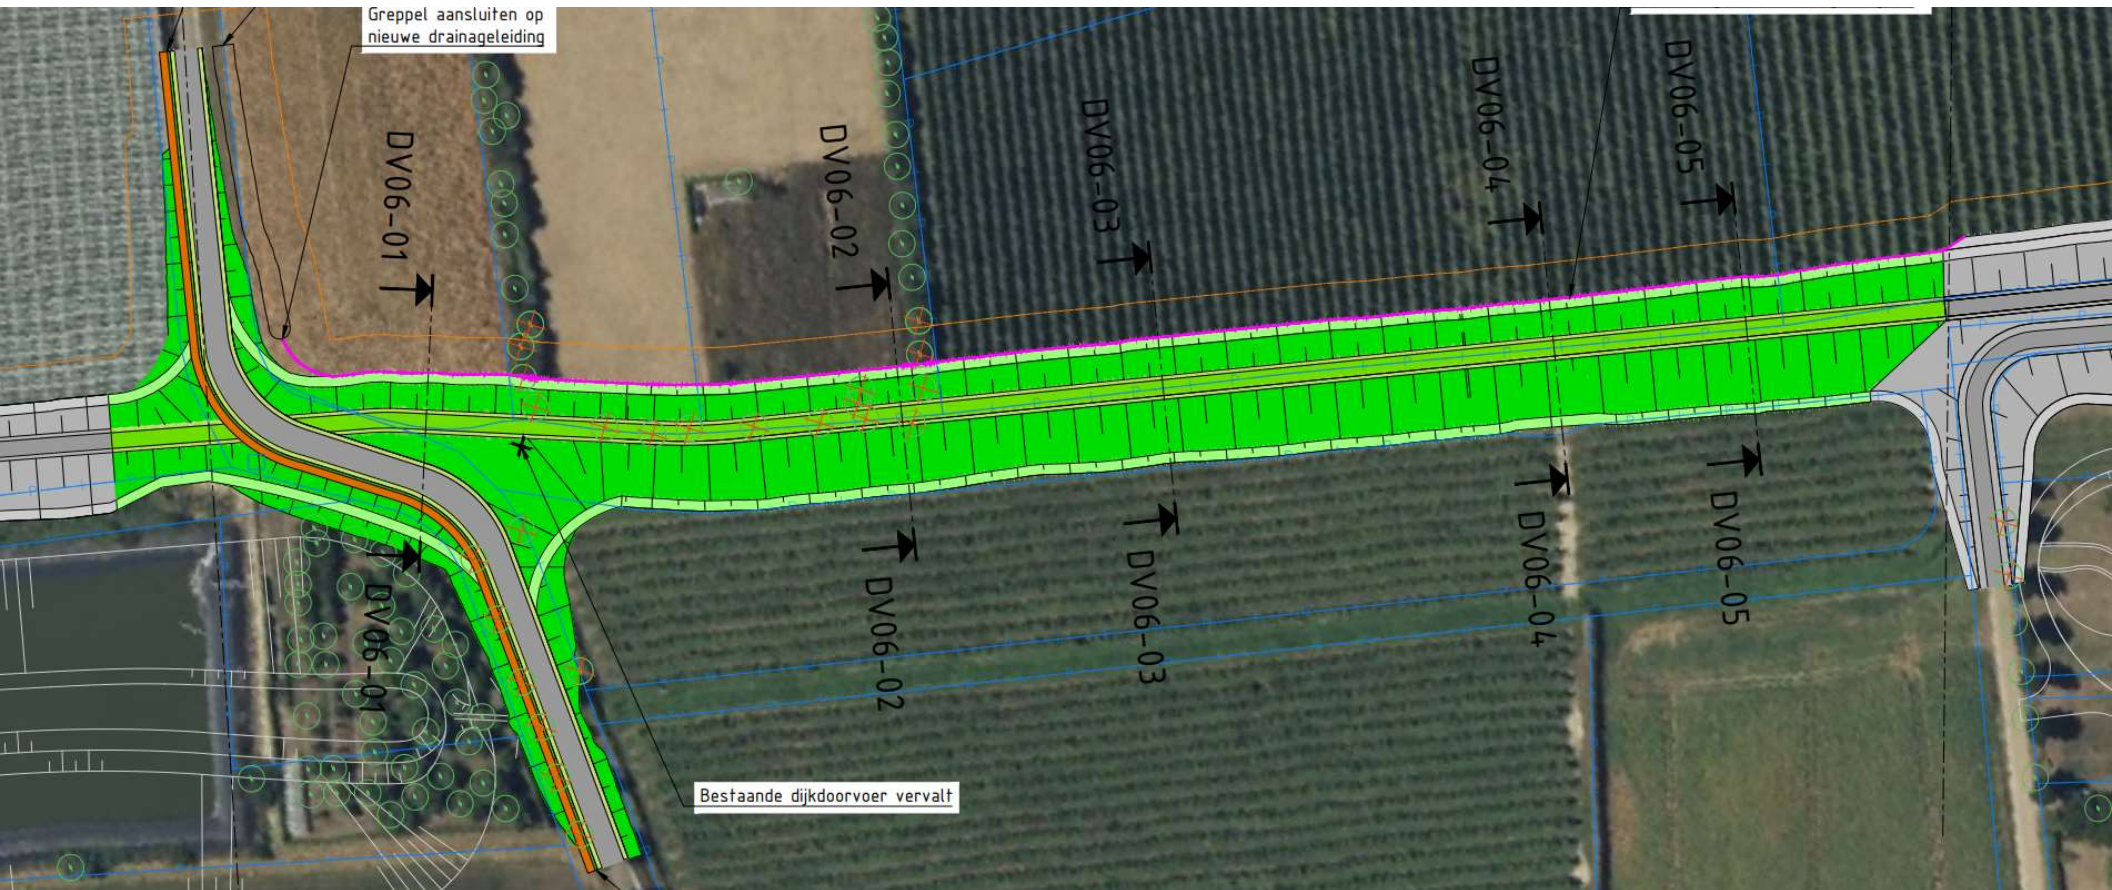 Greppel aansluiten op
nieuwe drainageleiding
DV06-01
DV06-02
DV06-03
DV06-04
DV06-05
DV06-01
DV06-02
DV06-03
DV06-04
DV06-05
Bestaande dijkdoorvoer vervalt